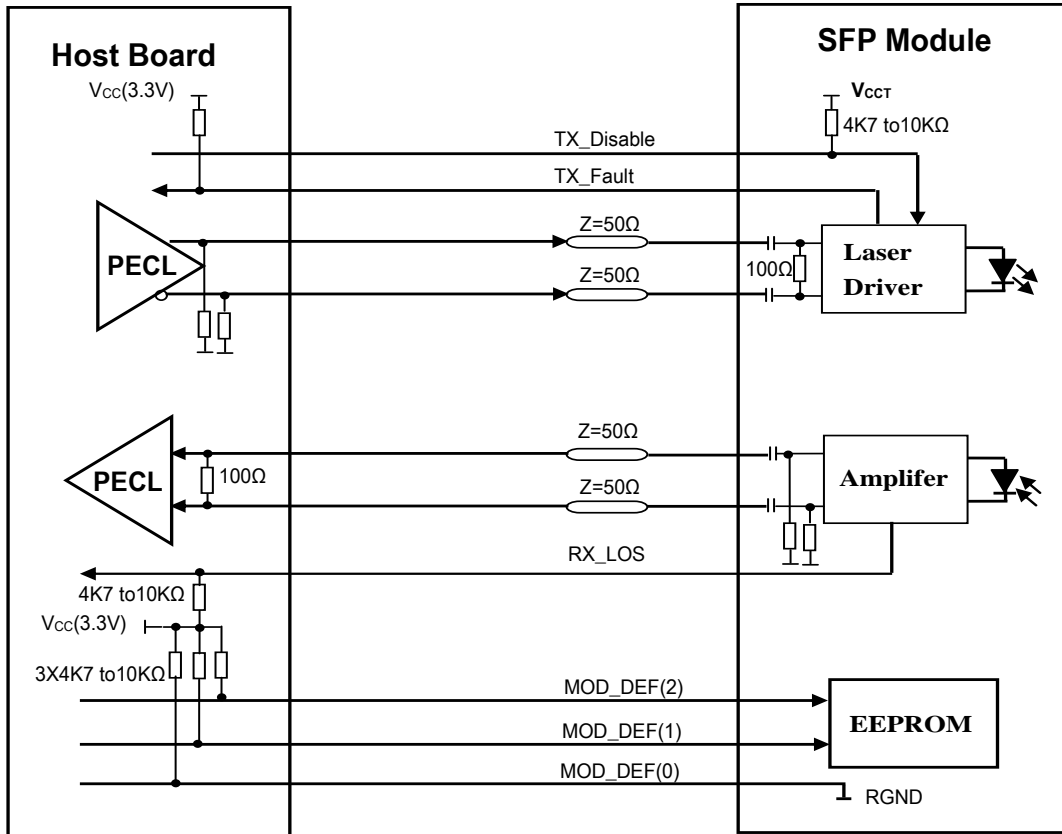 Host Board
SFP Module
Vcc(3.3V)
VCCT
4K7 to10KΩ
TX_Disable
TX_Fault
PECL
Z=50Ω
Z=50Ω
100Ω
Laser
Driver
PECL
100Ω
Z=50Ω
Z=50Ω
Amplifer
RX_LOS
4K7 to10KΩ
Vcc(3.3V)
3X4K7 to10KΩ
MOD_DEF(2)
MOD_DEF(1)
EEPROM
MOD_DEF(0)
RGND